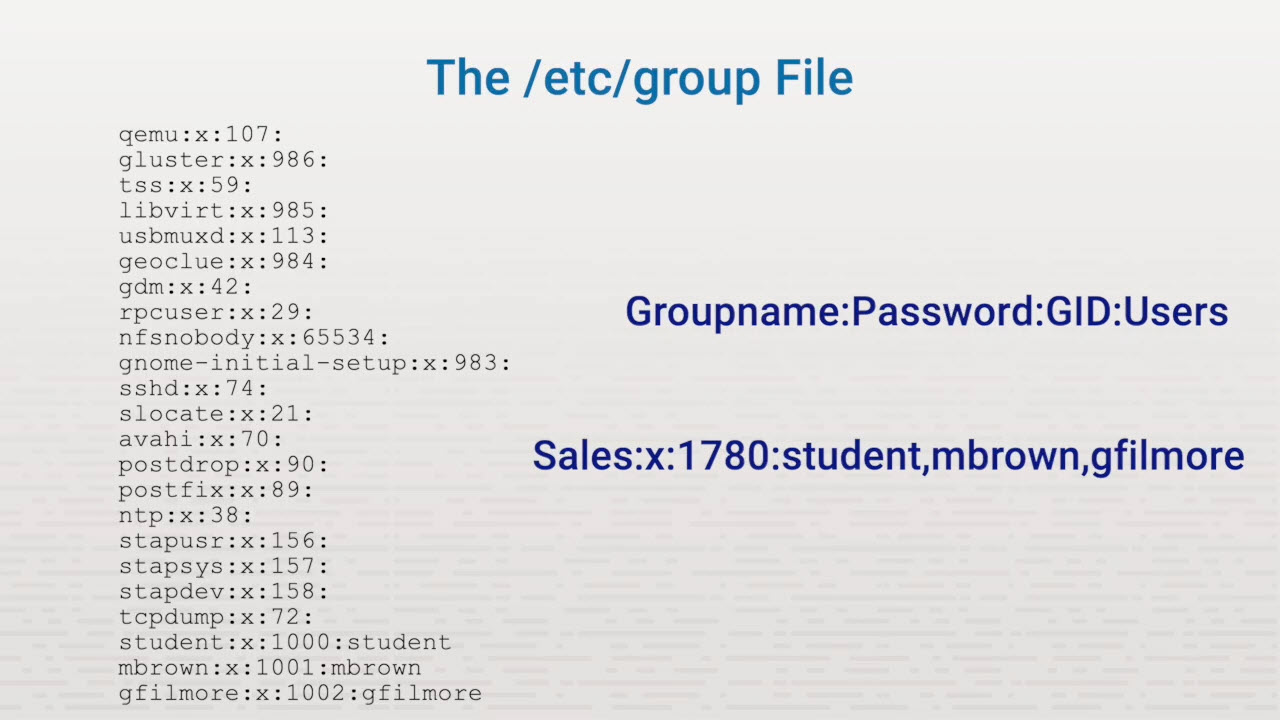 The /etc/group File
qemu:x:107:
gluster:x:986:
tss:x:59:
libvirt:x:985:
usbmuxd:x:113:
geoclue:x:984:
gdm:x:42:
rpcuser:x:29:
nfsnobody:x:65534:
gnome-initial-setup:x:983:
sshd:x:74:
slocate:x:21:
avahi:x:70:
postdrop:x:90:
postfix:x:89:
ntp:x:38:
stapusr:x:156:
stapsys:x:157:
stapdev:x:158:
tcpdump:x:72:
student:x:1000:student
mbrown:x:1001:mbrown
gfilmore:x:1002:gfilmore
Groupname:Password:GID:Users
Sales:x:1780:student,mbrown,gfilmore